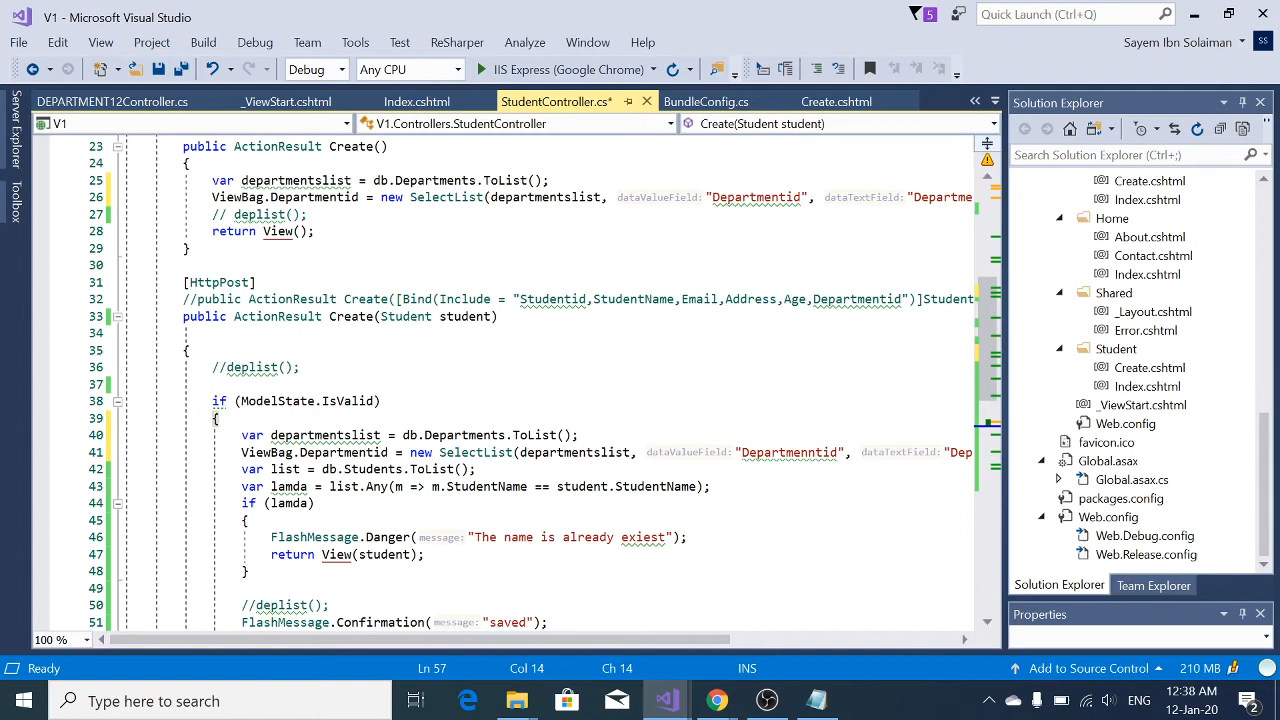 V1 - Microsoft Visual Studio
5
Quick Launch (Ctrl+;)
File Edit View Project Build Debug Team Tools Test ReSharper Analyze Window Help
Sayem Ibn Solaiman SS
Debug Any CPU IIS Express (Google Chrome)
DEPARTMENT12Controller.cs _ViewStart.cshtml Index.cshtml StudentController.cs* BundleConfig.cs Create.cshtml
V1 V1.Controllers.StudentController Create(Student student)
Server Explorer
Toolbox
23 public ActionResult Create()
24 {
25 var departmentslist = db.Departments.ToList();
26 ViewBag.Departmentid = new SelectList(departmentslist, dataValueField: "Departmentid", dataTextField: "Departme
27 // deplist();
28 return View();
29 }
30
31 [HttpPost]
32 //public ActionResult Create([Bind(Include = "Studentid,StudentName,Email,Address,Age,Departmentid")]Student
33 public ActionResult Create(Student student)
34
35 {
36 //deplist();
37
38 if (ModelState.IsValid)
39 {
40 var departmentslist = db.Departments.ToList();
41 ViewBag.Departmentid = new SelectList(departmentslist, dataValueField: "Departmenntid", dataTextField: "Dep
42 var list = db.Students.ToList();
43 var lamda = list.Any(m => m.StudentName == student.StudentName);
44 if (lamda)
45 {
46 FlashMessage.Danger( message: "The name is already exiest");
47 return View(student);
48 }
49
50 //deplist();
51 FlashMessage.Confirmation( message: "saved");
100 %
Solution Explorer
Search Solution Explorer (Ctrl+;)
Create.cshtml
Index.cshtml
Home
About.cshtml
Contact.cshtml
Index.cshtml
Shared
_Layout.cshtml
Error.cshtml
Student
Create.cshtml
Index.cshtml
_ViewStart.cshtml
Web.config
favicon.ico
Global.asax
Global.asax.cs
packages.config
Web.config
Web.Debug.config
Web.Release.config
Solution Explorer Team Explorer
Properties
Ready Ln 57 Col 14 Ch 14 INS Add to Source Control 210 MB
Type here to search
ENG
12:38 AM
12-Jan-20
2